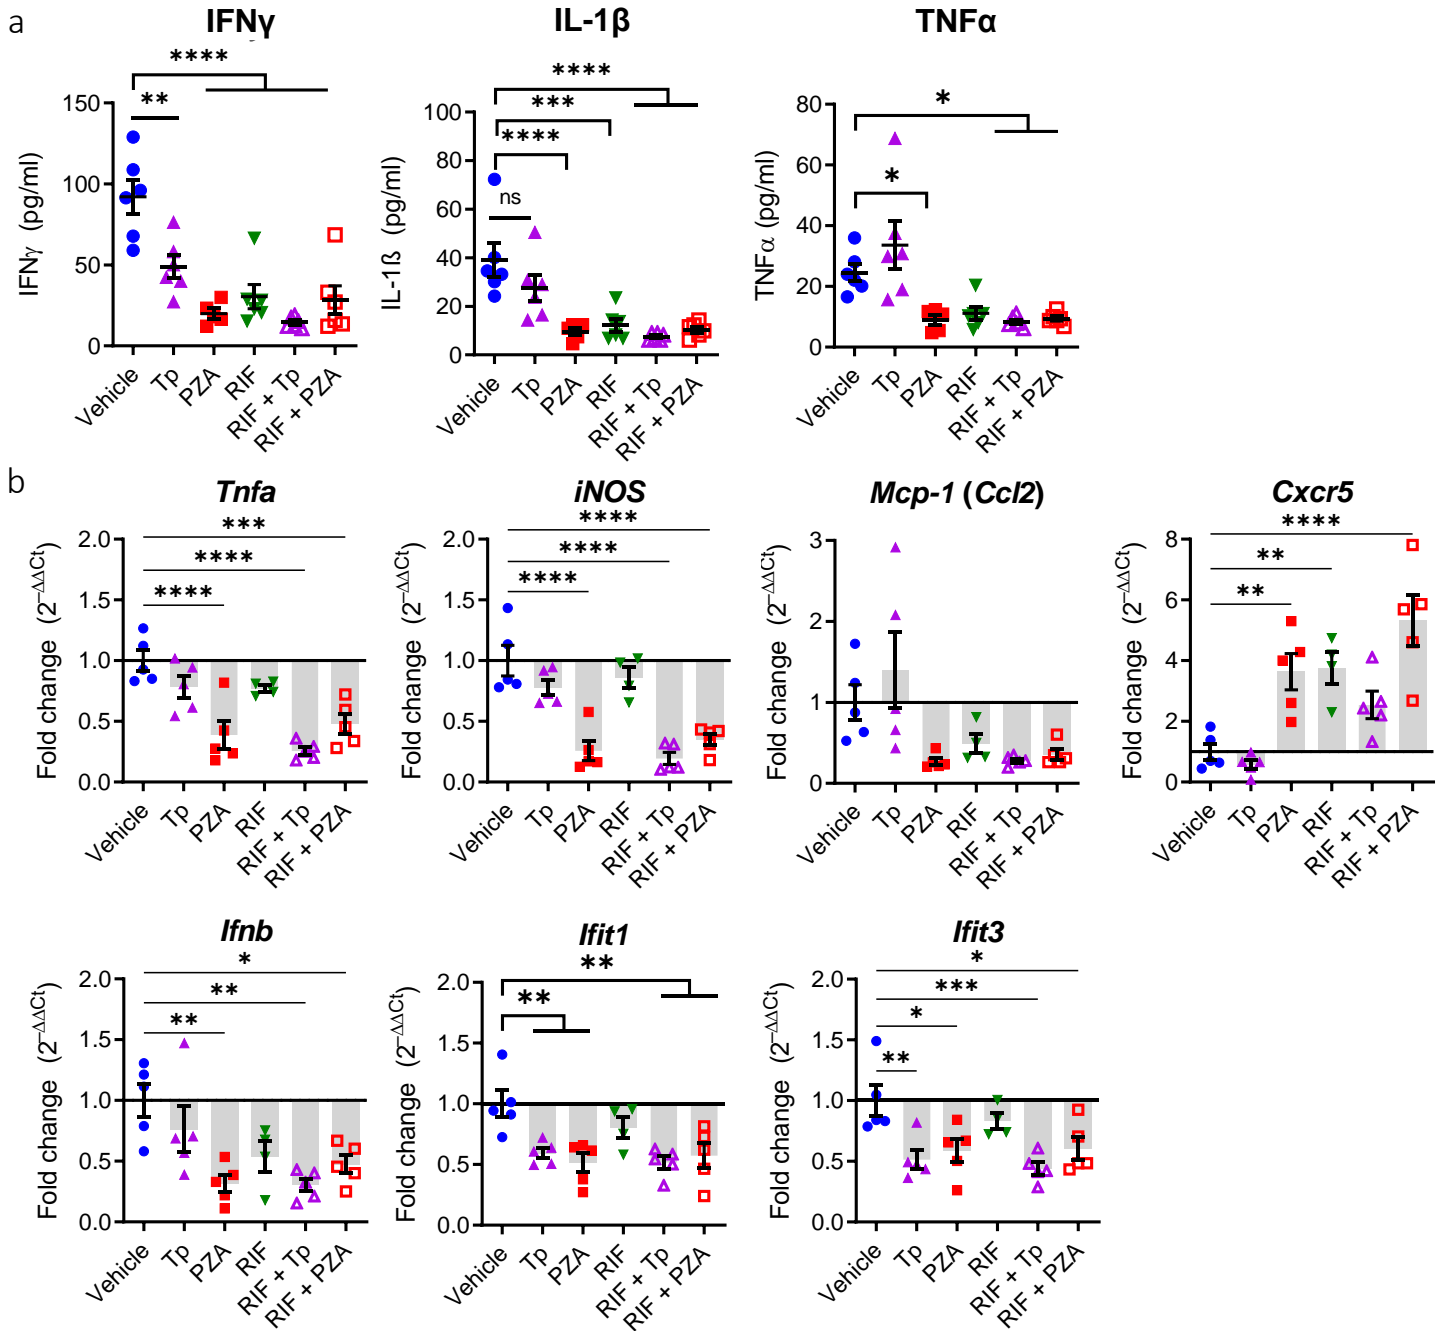 a
IFNγ
IL-1β
TNFα
****
**
IFNγ (pg/ml)
150
100
50
0
Vehicle
Tp
PZA
RIF
RIF + Tp
RIF + PZA
****
***
****
ns
IL-1ß (pg/ml)
100
80
60
40
20
0
Vehicle
Tp
PZA
RIF
RIF + Tp
RIF + PZA
*
*
TNFα (pg/ml)
80
60
40
20
0
Vehicle
Tp
PZA
RIF
RIF + Tp
RIF + PZA
b
Tnfa
***
****
****
Fold change (2−ΔΔCt)
2.0
1.5
1.0
0.5
0.0
Vehicle
Tp
PZA
RIF
RIF + Tp
RIF + PZA
iNOS
****
****
****
Fold change (2−ΔΔCt)
2.0
1.5
1.0
0.5
0.0
Vehicle
Tp
PZA
RIF
RIF + Tp
RIF + PZA
Mcp-1 (Ccl2)
Fold change (2−ΔΔCt)
3
2
1
0
Vehicle
Tp
PZA
RIF
RIF + Tp
RIF + PZA
Cxcr5
****
**
**
Fold change (2−ΔΔCt)
8
6
4
2
0
Vehicle
Tp
PZA
RIF
RIF + Tp
RIF + PZA
Ifnb
*
**
**
Fold change (2−ΔΔCt)
2.0
1.5
1.0
0.5
0.0
Vehicle
Tp
PZA
RIF
RIF + Tp
RIF + PZA
Ifit1
**
**
Fold change (2−ΔΔCt)
2.0
1.5
1.0
0.5
0.0
Vehicle
Tp
PZA
RIF
RIF + Tp
RIF + PZA
Ifit3
*
***
*
**
Fold change (2−ΔΔCt)
2.0
1.5
1.0
0.5
0.0
Vehicle
Tp
PZA
RIF
RIF + Tp
RIF + PZA